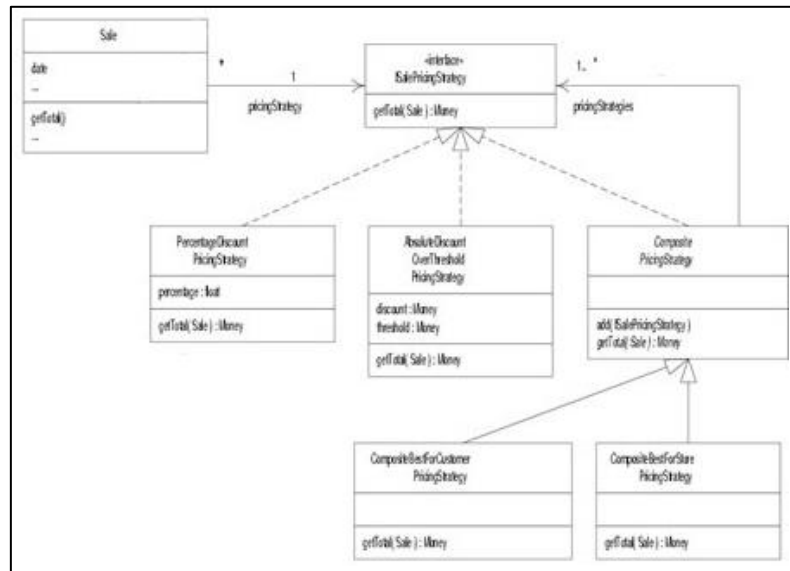 Sale
date
...
getTotal()
...
*
1
pricingStrategy
«interface»
ISalePricingStrategy
getTotal( Sale ) : Money
1..*
pricingStrategies
PercentageDiscount
PricingStrategy
percentage : float
getTotal( Sale ) : Money
AbsoluteDiscount
OverThreshold
PricingStrategy
discount : Money
threshold : Money
getTotal( Sale ) : Money
Composite
PricingStrategy
add( ISalePricingStrategy )
getTotal( Sale ) : Money
CompositeBestForCustomer
PricingStrategy
getTotal( Sale ) : Money
CompositeBestForStore
PricingStrategy
getTotal( Sale ) : Money